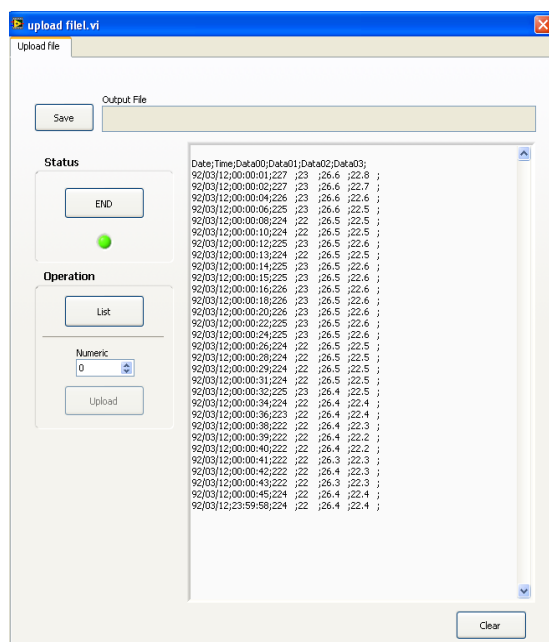 upload filel.vi
Upload file
Output File
Save
Status
END
Operation
List
Numeric
0
Upload
Date;Time;Data00;Data01;Data02;Data03;
92/03/12;00:00:01;227 ;23 ;26.6 ;22.8 ;
92/03/12;00:00:02;227 ;23 ;26.6 ;22.7 ;
92/03/12;00:00:04;226 ;23 ;26.6 ;22.6 ;
92/03/12;00:00:06;225 ;23 ;26.6 ;22.5 ;
92/03/12;00:00:08;224 ;22 ;26.5 ;22.5 ;
92/03/12;00:00:10;224 ;22 ;26.5 ;22.5 ;
92/03/12;00:00:12;225 ;23 ;26.5 ;22.6 ;
92/03/12;00:00:13;224 ;22 ;26.5 ;22.5 ;
92/03/12;00:00:14;225 ;23 ;26.5 ;22.6 ;
92/03/12;00:00:15;225 ;23 ;26.5 ;22.6 ;
92/03/12;00:00:16;226 ;23 ;26.5 ;22.6 ;
92/03/12;00:00:18;226 ;23 ;26.5 ;22.6 ;
92/03/12;00:00:20;226 ;23 ;26.5 ;22.6 ;
92/03/12;00:00:22;225 ;23 ;26.5 ;22.6 ;
92/03/12;00:00:24;225 ;23 ;26.5 ;22.6 ;
92/03/12;00:00:26;224 ;22 ;26.5 ;22.5 ;
92/03/12;00:00:28;224 ;22 ;26.5 ;22.5 ;
92/03/12;00:00:29;224 ;22 ;26.5 ;22.5 ;
92/03/12;00:00:31;224 ;22 ;26.5 ;22.5 ;
92/03/12;00:00:32;225 ;23 ;26.4 ;22.5 ;
92/03/12;00:00:34;224 ;22 ;26.4 ;22.4 ;
92/03/12;00:00:36;223 ;22 ;26.4 ;22.4 ;
92/03/12;00:00:38;222 ;22 ;26.4 ;22.3 ;
92/03/12;00:00:39;222 ;22 ;26.4 ;22.2 ;
92/03/12;00:00:40;222 ;22 ;26.4 ;22.2 ;
92/03/12;00:00:41;222 ;22 ;26.3 ;22.3 ;
92/03/12;00:00:42;222 ;22 ;26.4 ;22.3 ;
92/03/12;00:00:43;222 ;22 ;26.3 ;22.3 ;
92/03/12;00:00:45;224 ;22 ;26.4 ;22.4 ;
92/03/12;23:59:58;224 ;22 ;26.4 ;22.4 ;
Clear